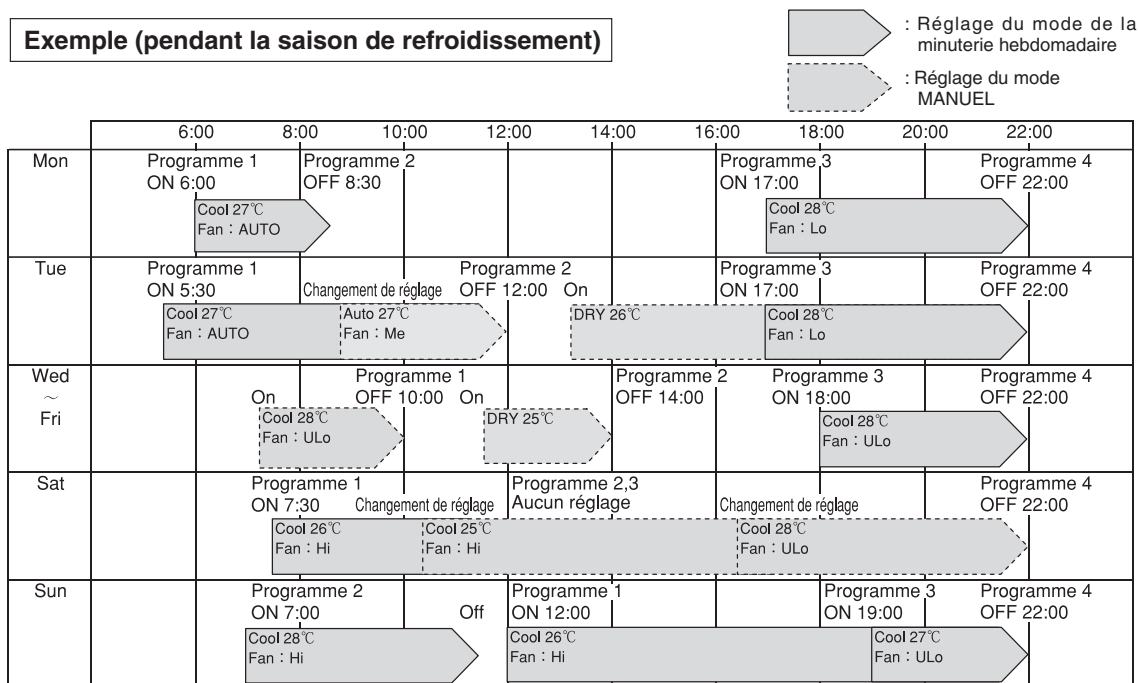 Exemple (pendant la saison de refroidissement)
: Réglage du mode de la
minuterie hebdomadaire
: Réglage du mode
MANUEL
6:00 8:00 10:00 12:00 14:00 16:00 18:00 20:00 22:00
Mon Programme 1 Programme 2 Programme 3 Programme 4
ON 6:00 OFF 8:30 ON 17:00 OFF 22:00
Cool 27℃ Cool 28℃
Fan : AUTO Fan : Lo
Tue Programme 1 Programme 2 Programme 3 Programme 4
ON 5:30 Changement de réglage OFF 12:00 On ON 17:00 OFF 22:00
Cool 27℃ Auto 27℃ DRY 26℃ Cool 28℃
Fan : AUTO Fan : Me Fan : Lo
Wed Programme 1 Programme 2 Programme 3 Programme 4
~ On OFF 10:00 On OFF 14:00 ON 18:00 OFF 22:00
Fri Cool 28℃ DRY 25℃ Cool 28℃
Fan : ULo Fan : ULo
Sat Programme 1 Programme 2,3 Programme 4
ON 7:30 Changement de réglage Aucun réglage Changement de réglage OFF 22:00
Cool 26℃ Cool 25℃ Cool 28℃
Fan : Hi Fan : Hi Fan : ULo
Sun Programme 2 Programme 1 Programme 3 Programme 4
ON 7:00 Off ON 12:00 ON 19:00 OFF 22:00
Cool 28℃ Cool 26℃ Cool 27℃
Fan : Hi Fan : Hi Fan : ULo